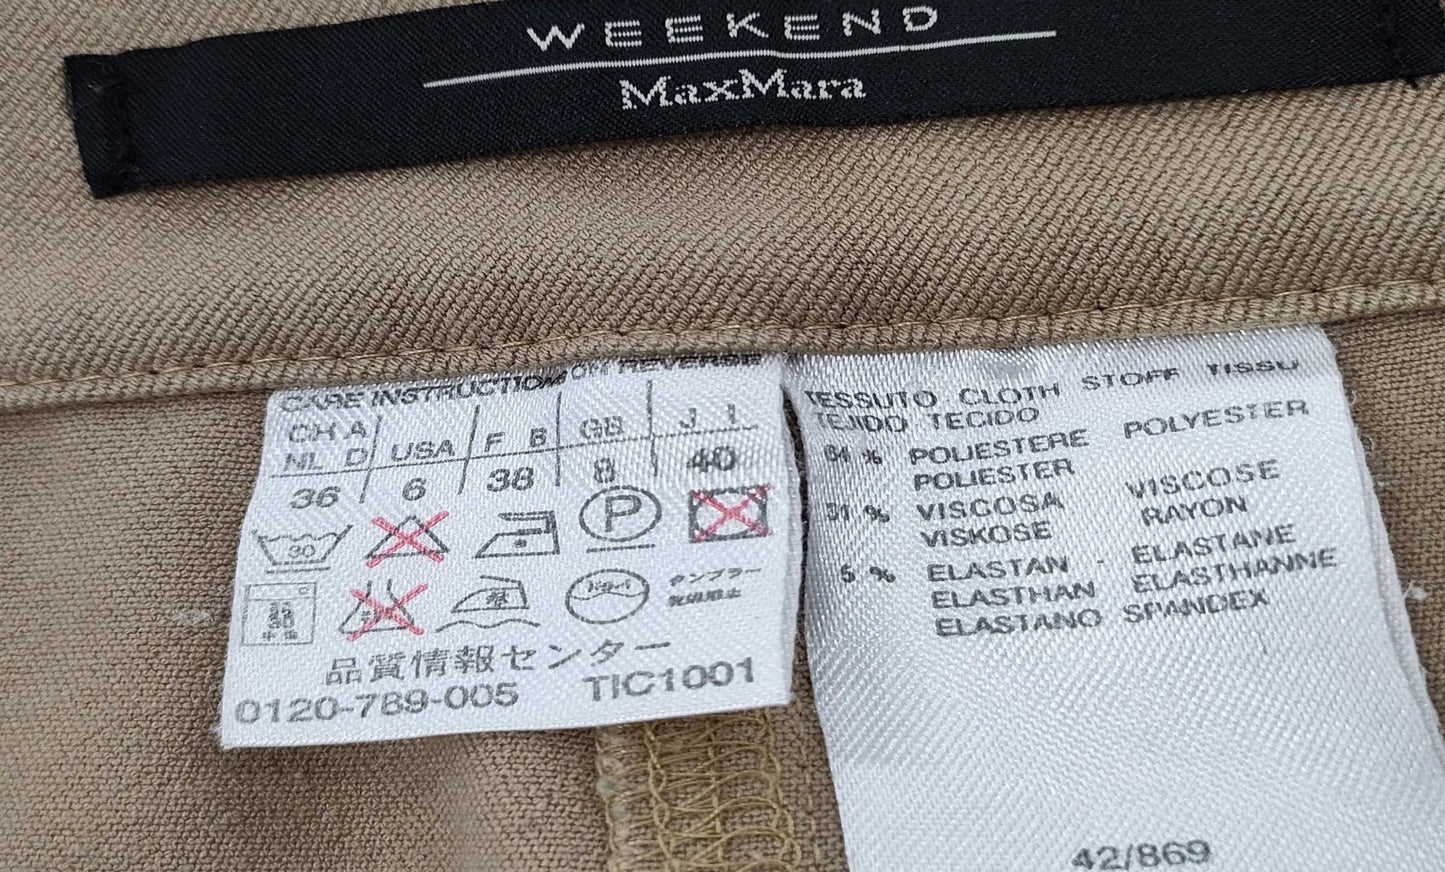 WEEKEND
MaxMara
CARE INSTRUCTION ON REVERSE
CH A USA F B GB J I
NL D
36 6 38 8 40
30
P
品質情報センター
0120-789-005 TIC1001
TESSUTO CLOTH STOFF TISSU
TEJIDO TECIDO
64 % POLIESTERE POLYESTER
POLIESTER
31 % VISCOSA VISCOSE
VISKOSE RAYON
5 % ELASTAN - ELASTANE
ELASTHAN ELASTHANNE
ELASTANO SPANDEX
42/869